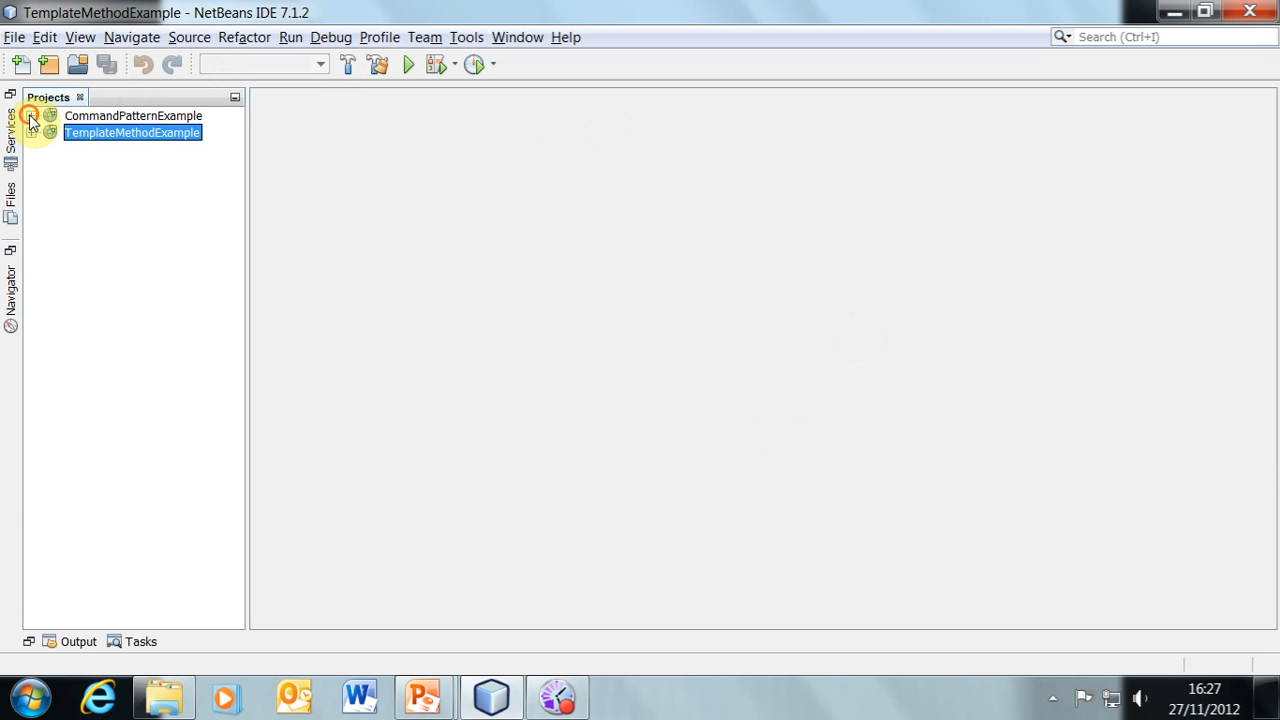 TemplateMethodExample - NetBeans IDE 7.1.2
File Edit View Navigate Source Refactor Run Debug Profile Team Tools Window Help
Search (Ctrl+I)
Projects
CommandPatternExample
TemplateMethodExample
Services
Files
Navigator
Output Tasks
16:27
27/11/2012